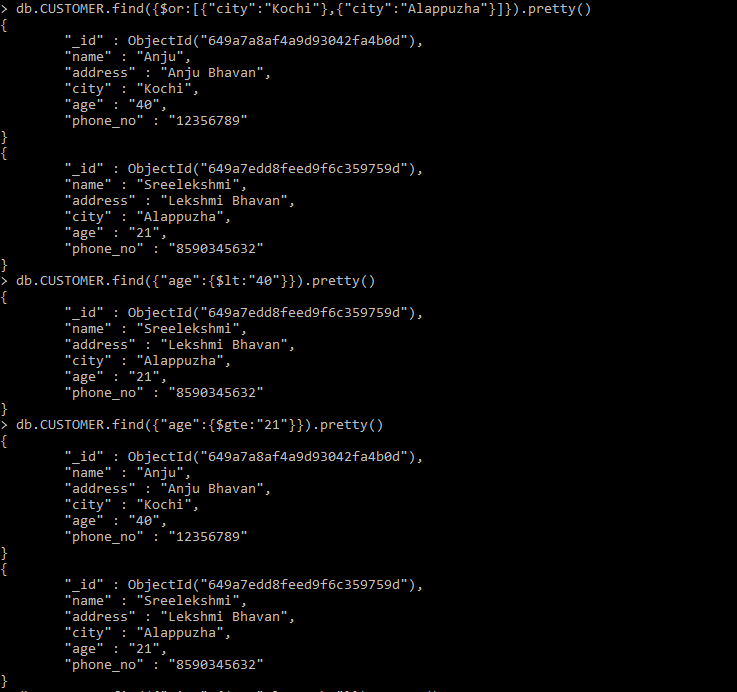 > db.CUSTOMER.find({$or:[{"city":"Kochi"},{"city":"Alappuzha"}]}).pretty()
{
        "_id" : ObjectId("649a7a8af4a9d93042fa4b0d"),
        "name" : "Anju",
        "address" : "Anju Bhavan",
        "city" : "Kochi",
        "age" : "40",
        "phone_no" : "12356789"
}
{
        "_id" : ObjectId("649a7edd8feed9f6c359759d"),
        "name" : "Sreelekshmi",
        "address" : "Lekshmi Bhavan",
        "city" : "Alappuzha",
        "age" : "21",
        "phone_no" : "8590345632"
}
> db.CUSTOMER.find({"age":{$lt:"40"}}).pretty()
{
        "_id" : ObjectId("649a7edd8feed9f6c359759d"),
        "name" : "Sreelekshmi",
        "address" : "Lekshmi Bhavan",
        "city" : "Alappuzha",
        "age" : "21",
        "phone_no" : "8590345632"
}
> db.CUSTOMER.find({"age":{$gte:"21"}}).pretty()
{
        "_id" : ObjectId("649a7a8af4a9d93042fa4b0d"),
        "name" : "Anju",
        "address" : "Anju Bhavan",
        "city" : "Kochi",
        "age" : "40",
        "phone_no" : "12356789"
}
{
        "_id" : ObjectId("649a7edd8feed9f6c359759d"),
        "name" : "Sreelekshmi",
        "address" : "Lekshmi Bhavan",
        "city" : "Alappuzha",
        "age" : "21",
        "phone_no" : "8590345632"
}